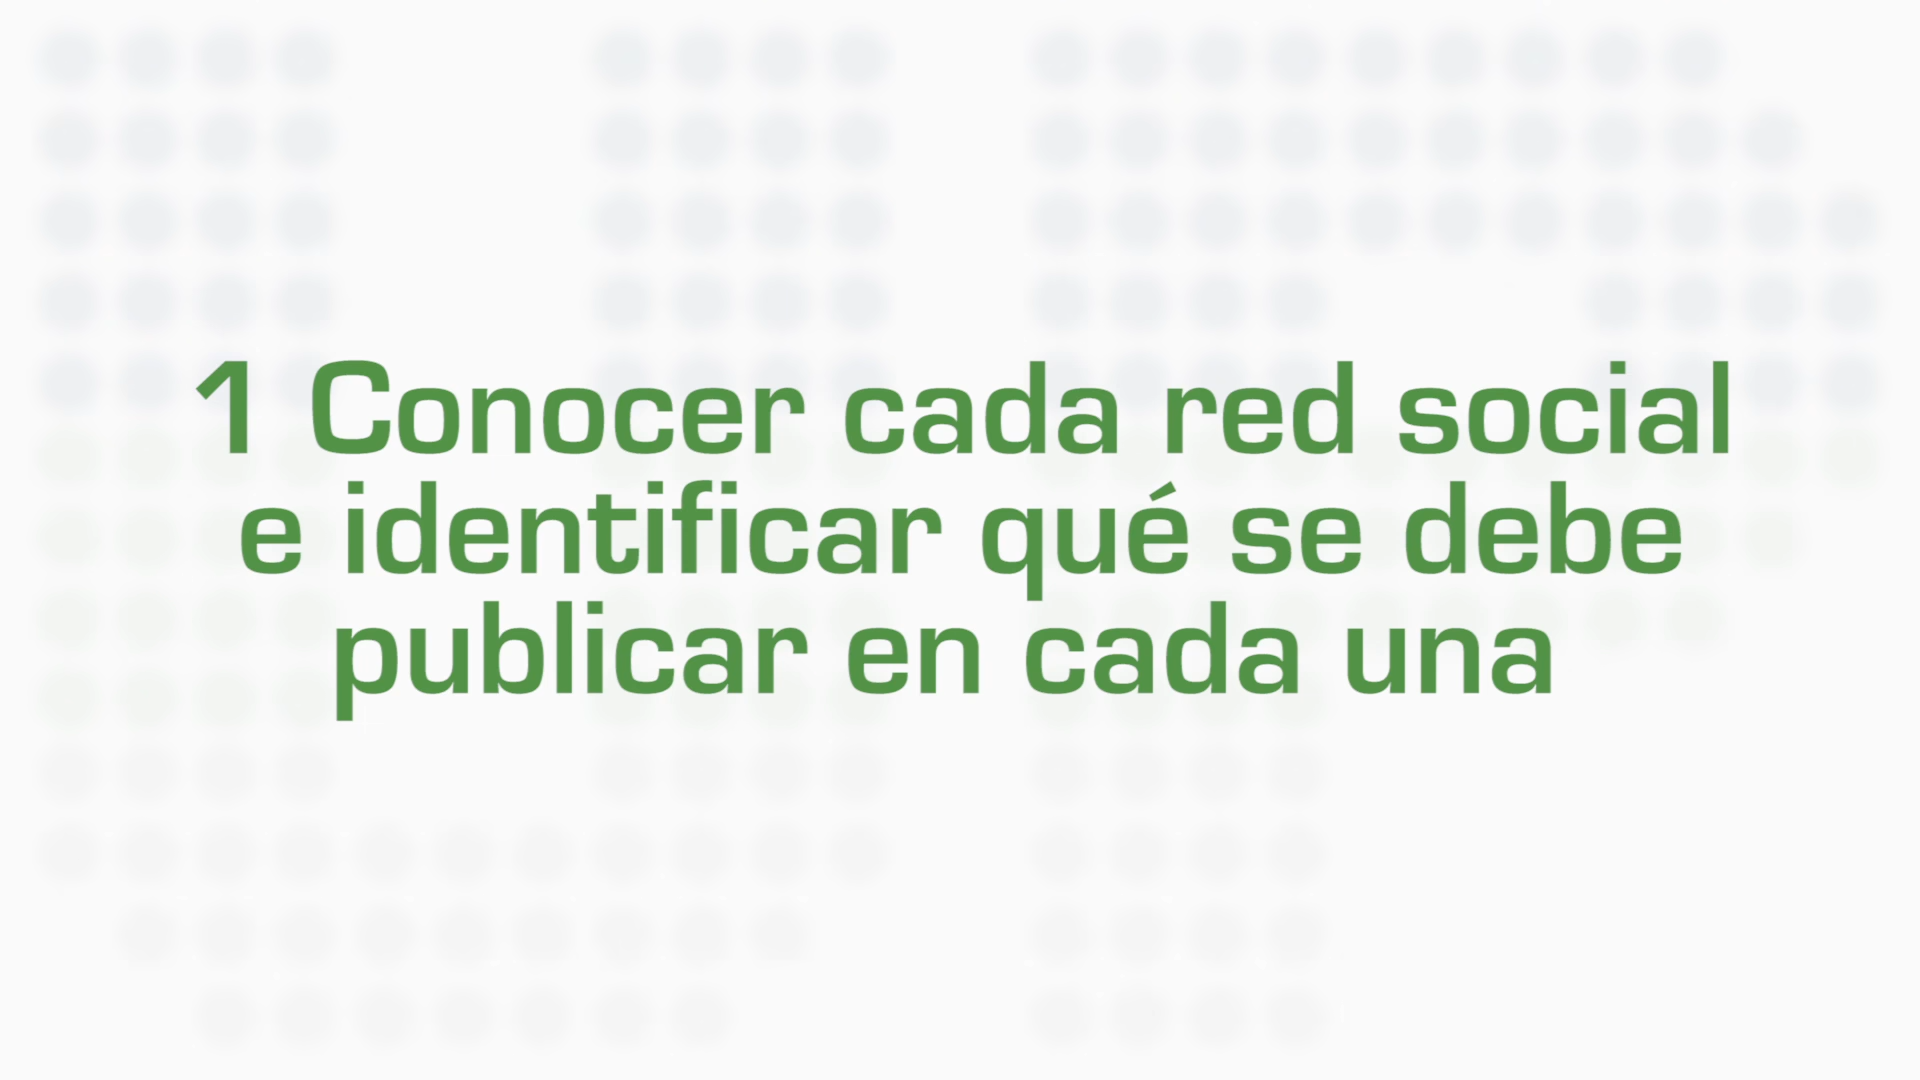 1 Conocer cada red social
e identificar qué se debe
publicar en cada una